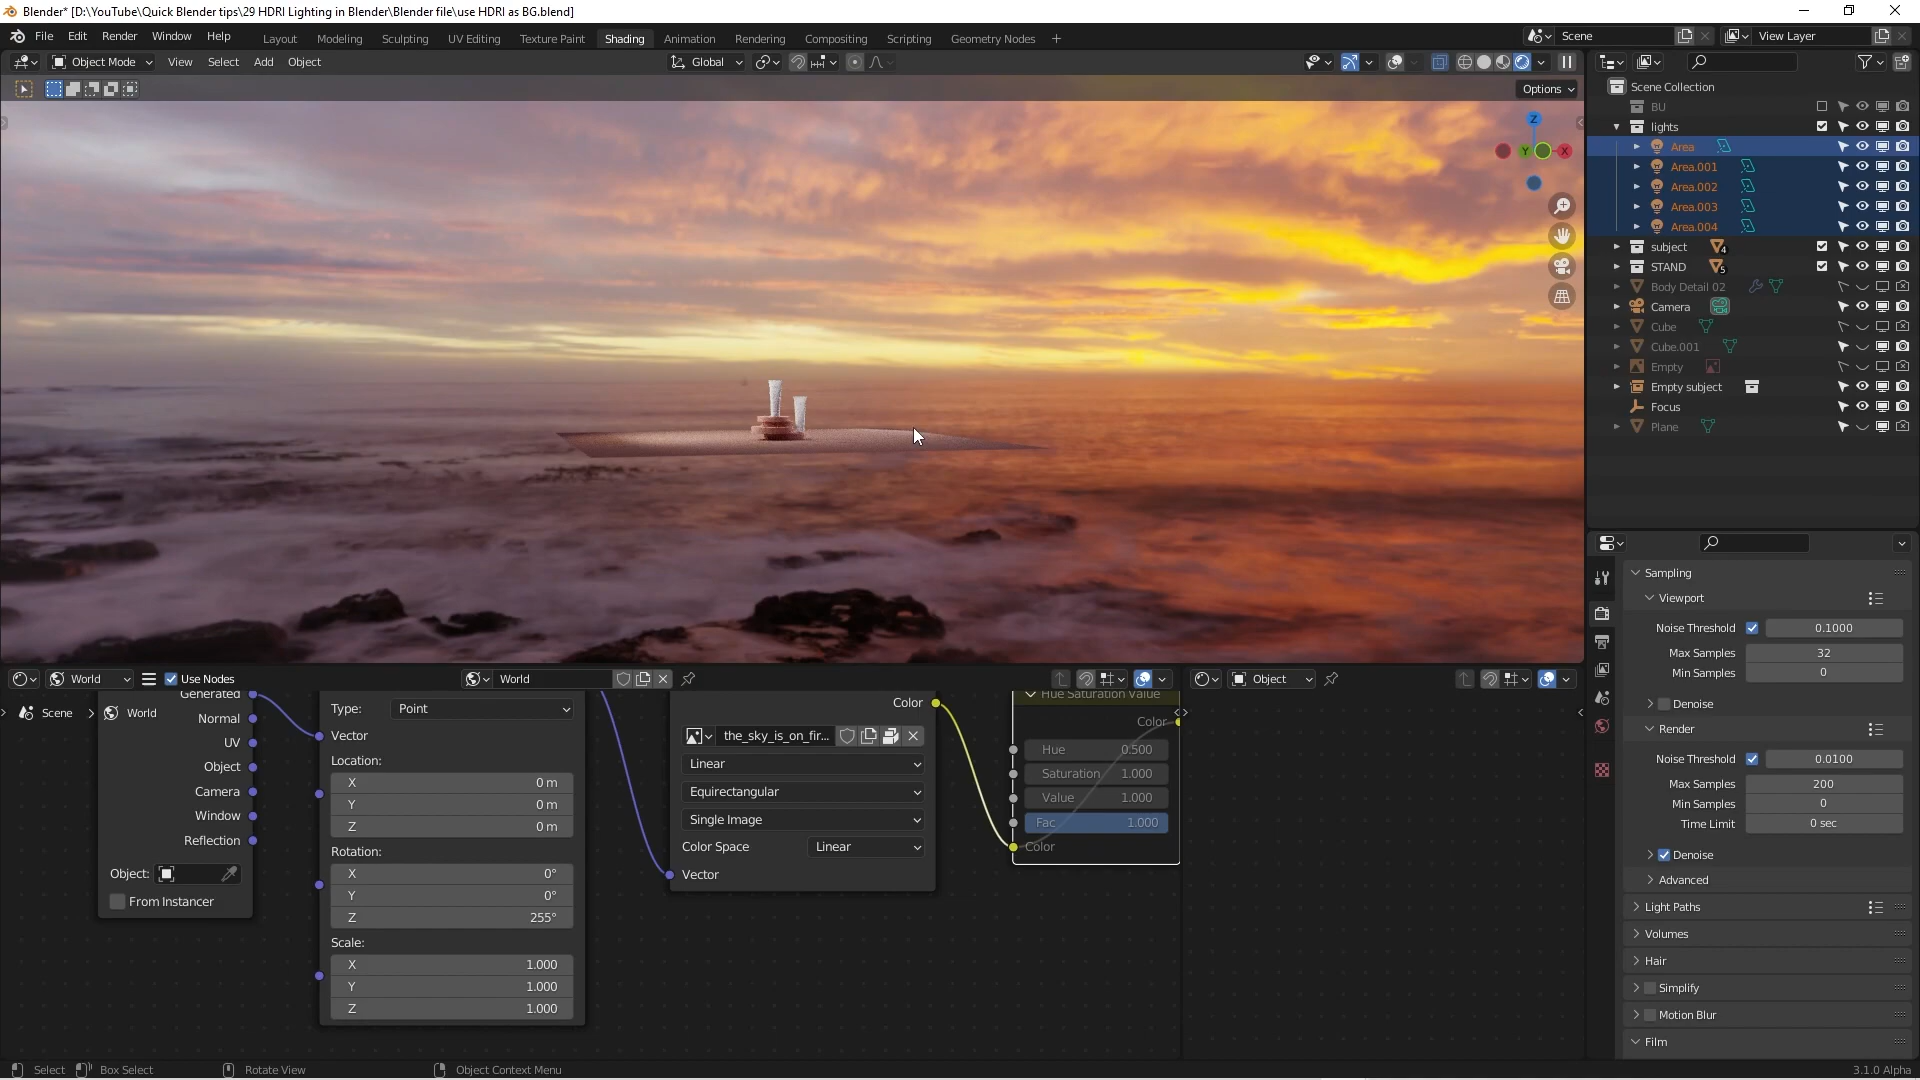 Blender* [D:\YouTube\Quick Blender tips\29 HDRI Lighting in Blender\Blender file\use HDRI as BG.blend]
File Edit Render Window Help Layout Modeling Sculpting UV Editing Texture Paint Shading Animation Rendering Compositing Scripting Geometry Nodes + Scene View Layer
Object Mode View Select Add Object Global
Options
Z
Y X
Scene Collection
BU
lights
Area
Area.001
Area.002
Area.003
Area.004
subject 4
STAND 5
Body Detail 02
Camera
Cube
Cube.001
Empty
Empty subject
Focus
Plane
Sampling
Viewport
Noise Threshold 0.1000
Max Samples 32
Min Samples 0
Denoise
Render
Noise Threshold 0.0100
Max Samples 200
Min Samples 0
Time Limit 0 sec
Denoise
Advanced
Light Paths
Volumes
Hair
Simplify
Motion Blur
Film
World Use Nodes World Object
Scene World
Generated
Normal
UV
Object
Camera
Window
Reflection
Object:
From Instancer
Type: Point
Vector
Location:
X 0 m
Y 0 m
Z 0 m
Rotation:
X 0°
Y 0°
Z 255°
Scale:
X 1.000
Y 1.000
Z 1.000
Color
the_sky_is_on_fir...
Linear
Equirectangular
Single Image
Color Space Linear
Vector
Hue Saturation Value
Color
Hue 0.500
Saturation 1.000
Value 1.000
Fac 1.000
Color
Select Box Select Rotate View Object Context Menu 3.1.0 Alpha